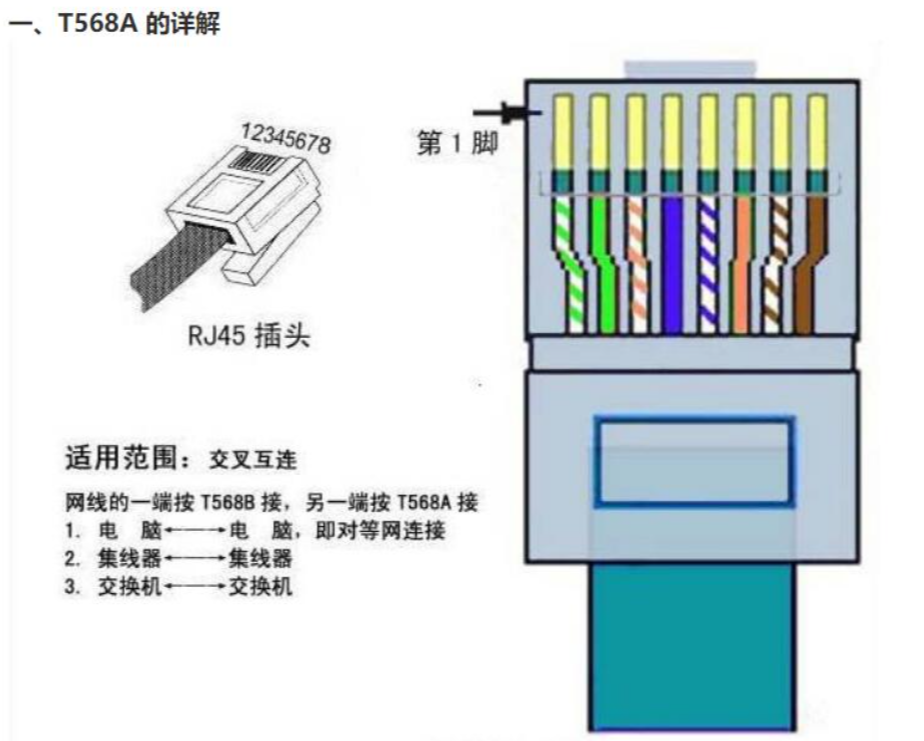 一、T568A 的详解
12345678
第 1 脚
RJ45 插头
适用范围：交叉互连
网线的一端按 T568B 接，另一端按 T568A 接
1. 电 脑←——→电 脑，即对等网连接
2. 集线器←——→集线器
3. 交换机←——→交换机